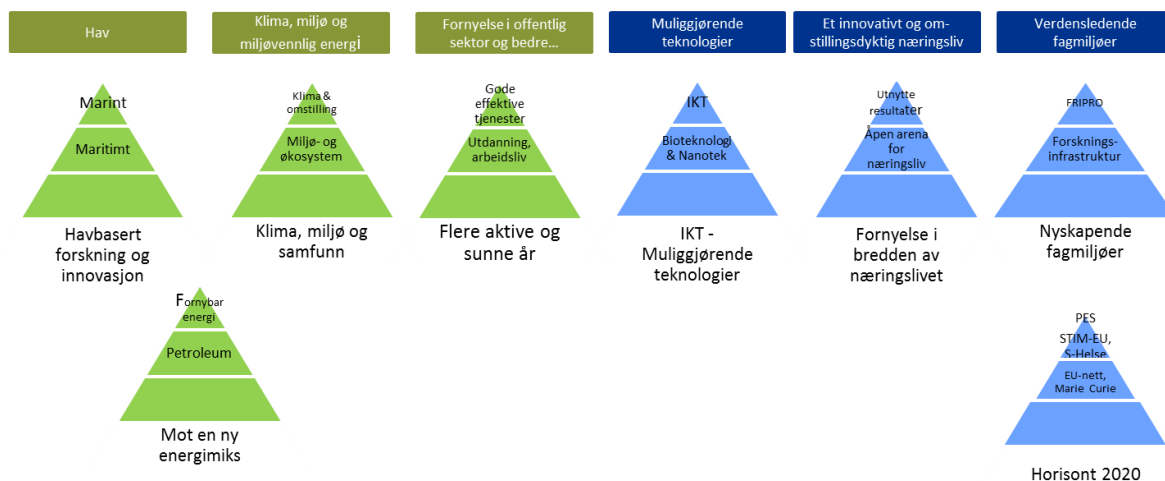 Hav
Klima, miljø og
miljøvennlig energi
Fornyelse i offentlig
sektor og bedre...
Muliggjørende
teknologier
Et innovativt og om-
stillingsdyktig næringsliv
Verdensledende
fagmiljøer
Marint
Maritimt
Havbasert
forskning og
innovasjon
Klima &
omstilling
Miljø- og
økosystem
Klima, miljø og
samfunn
Gode
effektive
tjenester
Utdanning,
arbeidsliv
Flere aktive og
sunne år
IKT
Bioteknologi
& Nanotek
IKT -
Muliggjørende
teknologier
Utnytte
resultater
Åpen arena
for
næringsliv
Fornyelse i
bredden av
næringslivet
FRIPRO
Forsknings-
infrastruktur
Nyskapende
fagmiljøer
Fornybar
energi
Petroleum
Mot en ny
energimiks
PES
STIM-EU,
S-Helse
EU-nett,
Marie Curie
Horisont 2020